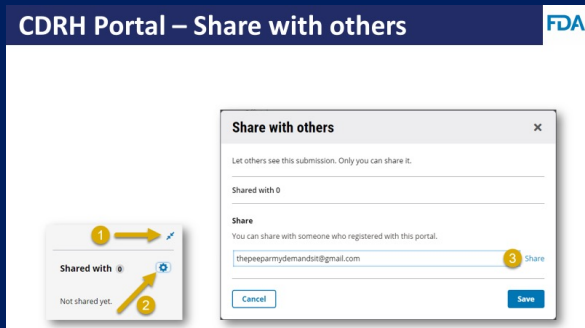 CDRH Portal – Share with others
FDA
1
Shared with 0
Not shared yet.
2
Share with others
×
Let others see this submission. Only you can share it.
Shared with 0
Share
You can share with someone who registered with this portal.
thepeeparmydemandsit@gmail.com
3 Share
Cancel
Save